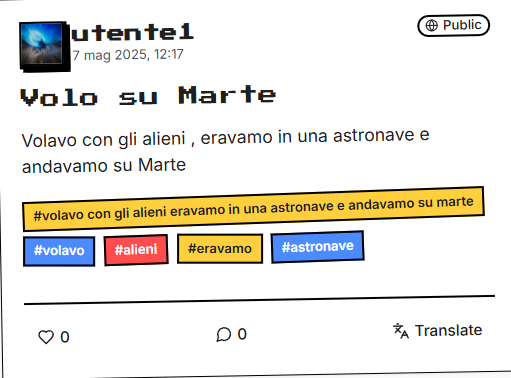 utente1
Public
7 mag 2025, 12:17
Volo su Marte
Volavo con gli alieni , eravamo in una astronave e
andavamo su Marte
#volavo con gli alieni eravamo in una astronave e andavamo su marte
#volavo #alieni #eravamo #astronave
0 0 Translate